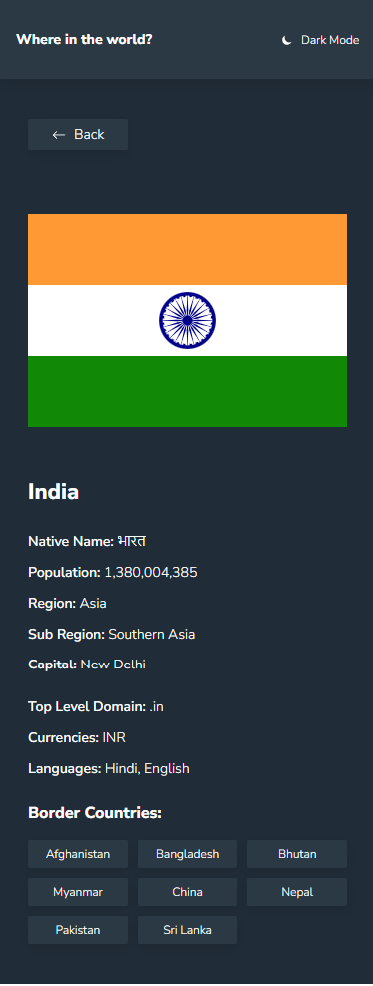 Where in the world? Dark Mode
Back
India
Native Name: भारत
Population: 1,380,004,385
Region: Asia
Sub Region: Southern Asia
Capital: New Delhi
Top Level Domain: .in
Currencies: INR
Languages: Hindi, English
Border Countries:
Afghanistan Bangladesh Bhutan
Myanmar China Nepal
Pakistan Sri Lanka